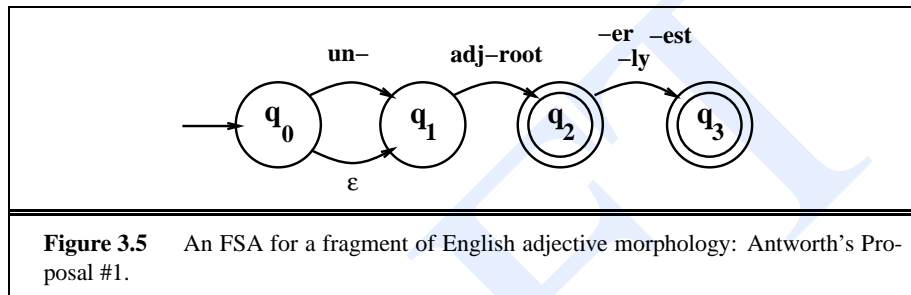 un− adj−root −er −est
−ly
q0 q1 q2 q3
ε
Figure 3.5 An FSA for a fragment of English adjective morphology: Antworth's Pro-
posal #1.